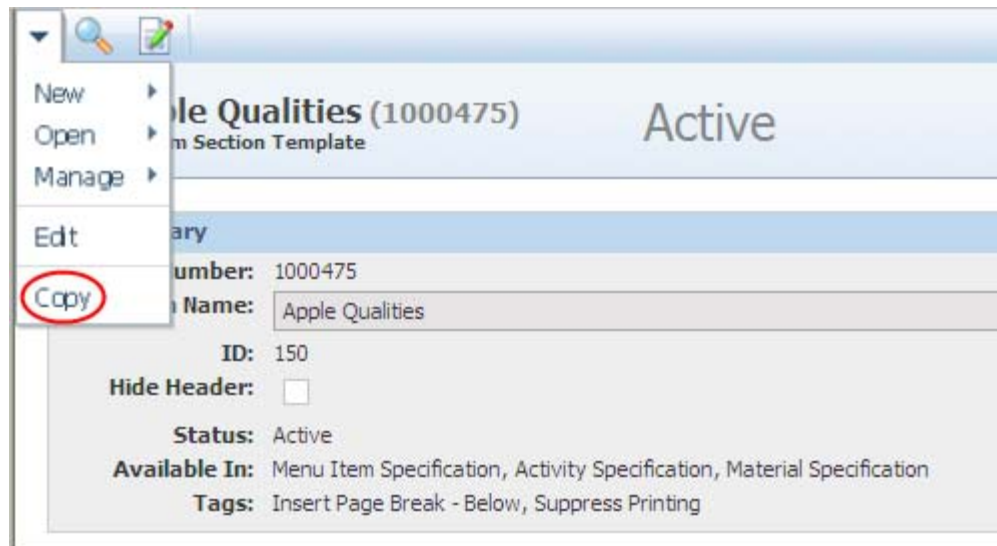 New
Open
Manage
Edit
Copy
le Qualities (1000475)
m Section Template
Active
ary
umber: 1000475
Name: Apple Qualities
ID: 150
Hide Header:
Status: Active
Available In: Menu Item Specification, Activity Specification, Material Specification
Tags: Insert Page Break - Below, Suppress Printing